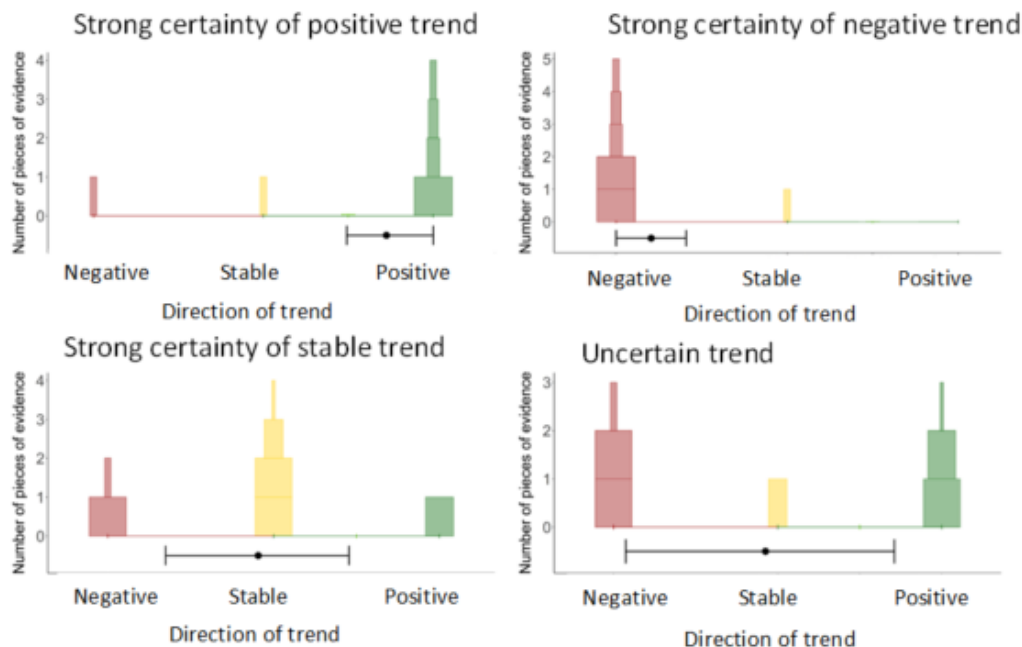 Strong certainty of positive trend
Number of pieces of evidence
4
3
2
1
0
Negative Stable Positive
Direction of trend
Strong certainty of negative trend
Number of pieces of evidence
5
4
3
2
1
0
Negative Stable Positive
Direction of trend
Strong certainty of stable trend
Number of pieces of evidence
4
3
2
1
0
Negative Stable Positive
Direction of trend
Uncertain trend
Number of pieces of evidence
3
2
1
0
Negative Stable Positive
Direction of trend